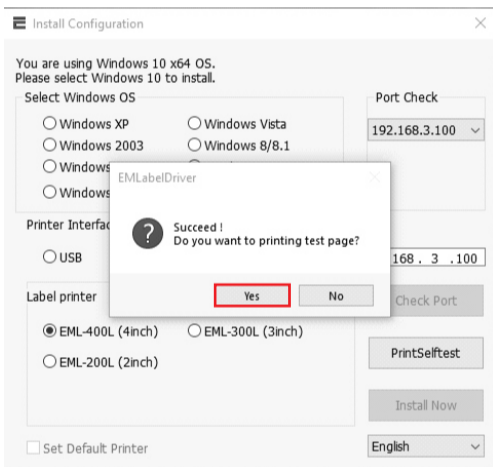 Install Configuration
You are using Windows 10 x64 OS.
Please select Windows 10 to install.
Select Windows OS
Port Check
Windows XP
Windows Vista
192.168.3.100
Windows 2003
Windows 8/8.1
Windows
EMLabelDriver
Windows
Succeed !
Do you want to printing test page?
Printer Interfac
USB
168 . 3 .100
Yes
No
Label printer
Check Port
EML-400L (4inch)
EML-300L (3inch)
EML-200L (2inch)
PrintSelftest
Install Now
Set Default Printer
English